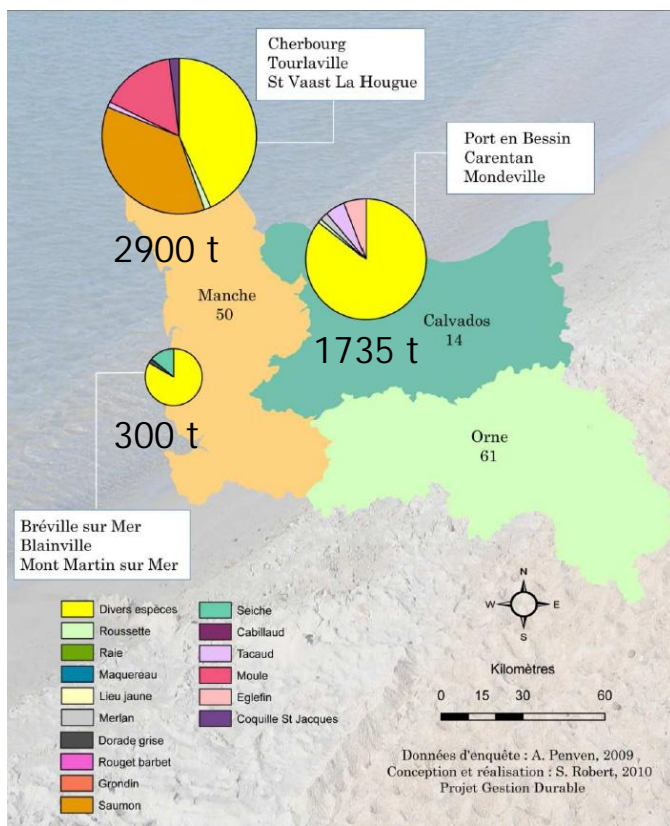 Cherbourg
Tourlaville
St Vaast La Hougue
Port en Bessin
Carentan
Mondeville
2900 t
Manche
50
Calvados
14
1735 t
300 t
Orne
61
Bréville sur Mer
Blainville
Mont Martin sur Mer
Divers espèces
Roussette
Raie
Maquereau
Lieu jaune
Merlan
Dorade grise
Rouget barbet
Grondin
Saumon
Seiche
Cabillaud
Tacaud
Moule
Eglefin
Coquille St Jacques
N
W E
S
Kilomètres
0 15 30 60
Données d'énquête : A. Penven, 2009
Conception et réalisation : S. Robert, 2010
Projet Gestion Durable